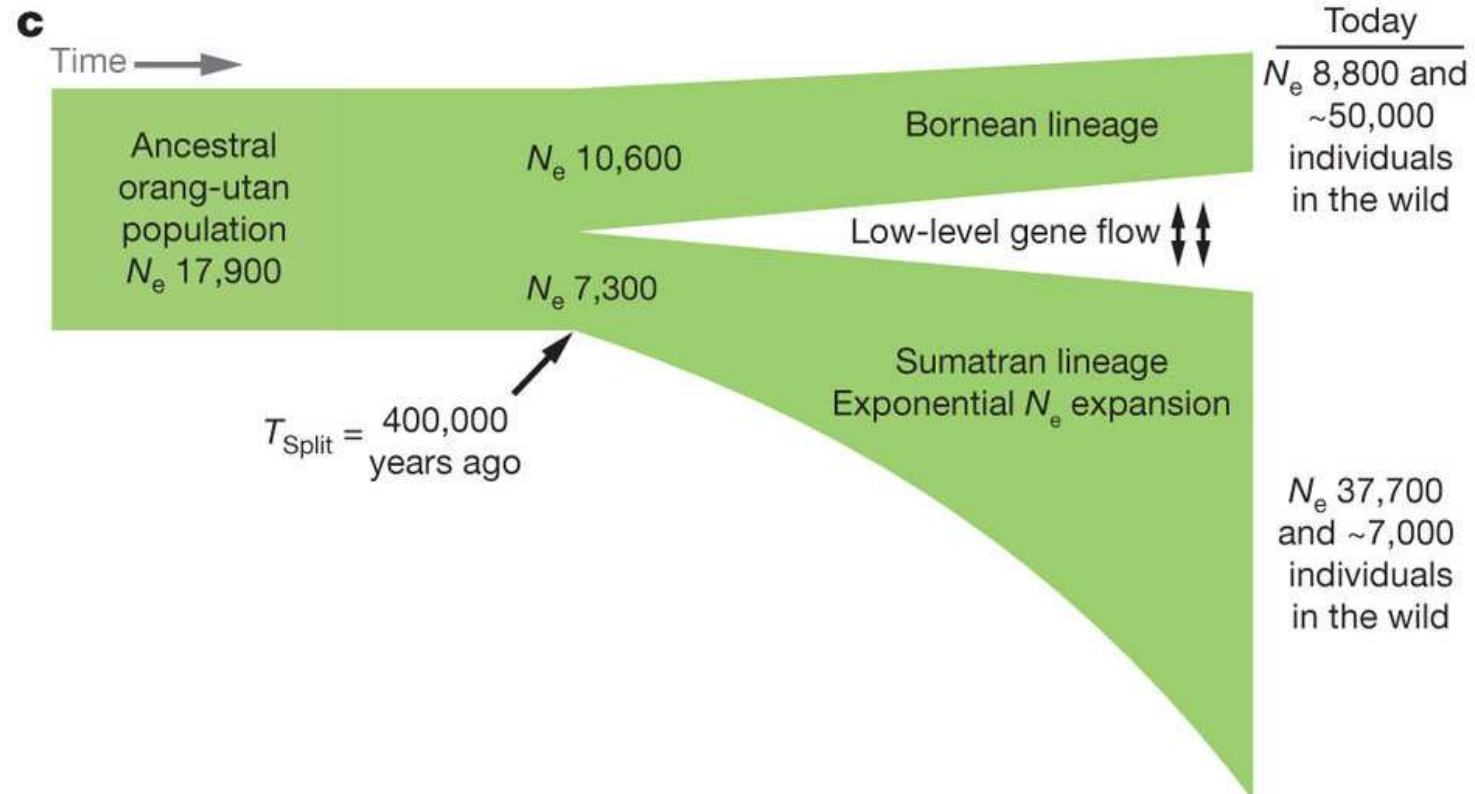 c
Time
Today
Ne 8,800 and
~50,000
individuals
in the wild
Ancestral
orang-utan
population
Ne 17,900
Ne 10,600
Bornean lineage
Low-level gene flow
Ne 7,300
Sumatran lineage
Exponential Ne expansion
TSplit = 400,000
years ago
Ne 37,700
and ~7,000
individuals
in the wild